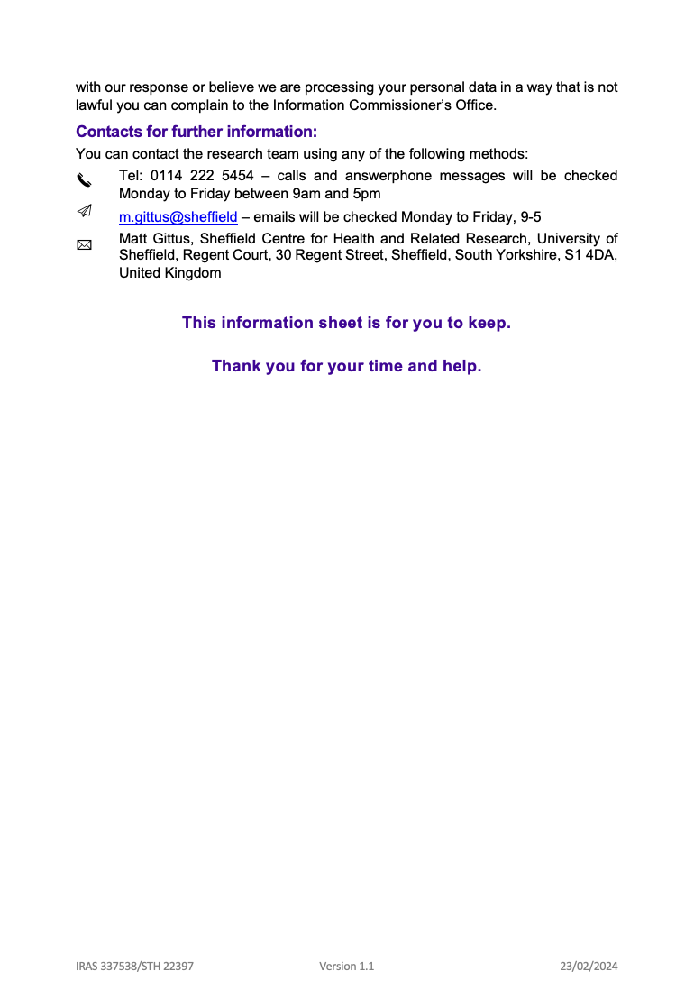 with our response or believe we are processing your personal data in a way that is not
lawful you can complain to the Information Commissioner’s Office.
Contacts for further information:
You can contact the research team using any of the following methods:
Tel: 0114 222 5454 – calls and answerphone messages will be checked
Monday to Friday between 9am and 5pm
m.gittus@sheffield – emails will be checked Monday to Friday, 9-5
Matt Gittus, Sheffield Centre for Health and Related Research, University of
Sheffield, Regent Court, 30 Regent Street, Sheffield, South Yorkshire, S1 4DA,
United Kingdom
This information sheet is for you to keep.
Thank you for your time and help.
IRAS 337538/STH 22397 Version 1.1 23/02/2024